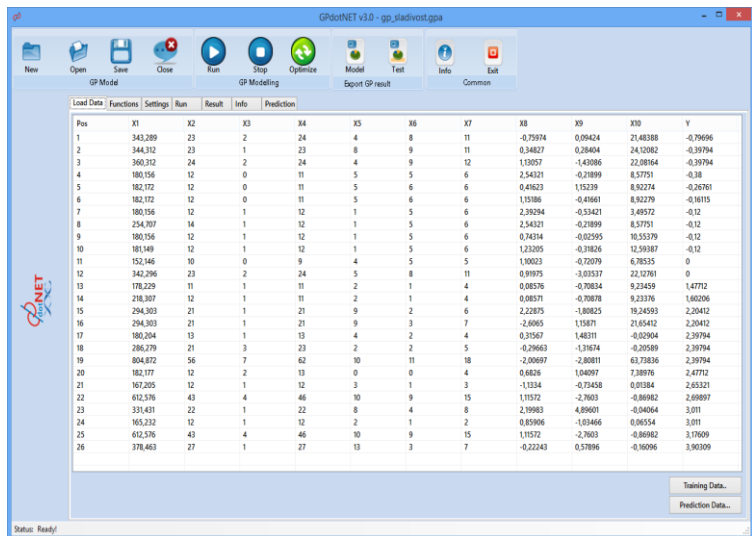 GPdotNET v3.0 - gp_sladivost.gpa
New Open Save Close Run Stop Optimize Model Test Info Exit
GP Model GP Modelling Export GP result Common
Load Data Functions Settings Run Result Info Prediction
Pos X1 X2 X3 X4 X5 X6 X7 X8 X9 X10 Y
1 343,289 23 2 24 4 8 11 -0,75974 0,09424 21,48388 -0,79696
2 344,312 23 1 23 8 9 11 0,34827 0,28404 24,12082 -0,39794
3 360,312 24 2 24 4 9 12 1,13057 -1,43086 22,08164 -0,39794
4 180,156 12 0 11 5 5 6 2,54321 -0,21899 8,57751 -0,38
5 182,172 12 0 11 5 5 6 0,41623 1,15239 8,92274 -0,26761
6 182,172 12 0 11 5 5 6 1,15186 -0,41661 8,92279 -0,16115
7 180,156 12 1 12 1 5 6 2,39294 -0,53421 3,49572 -0,12
8 254,707 14 1 12 1 5 6 2,54321 -0,21899 8,57751 -0,12
9 180,156 12 1 12 1 5 6 0,74314 -0,02595 10,55379 -0,12
10 181,149 12 1 12 1 5 6 1,23205 -0,31826 12,59387 -0,12
11 152,146 10 0 9 4 5 5 1,10023 -0,72079 6,78535 0
12 342,296 23 2 24 5 8 11 0,91975 -3,03537 22,12761 0
13 178,229 11 1 11 2 1 4 0,08576 -0,70834 9,23459 1,47712
14 218,307 12 1 11 2 1 4 0,08571 -0,70878 9,23376 1,60206
15 294,303 21 1 21 9 2 6 2,22875 -1,80825 19,24593 2,20412
16 294,303 21 1 21 9 3 7 -2,6065 1,15871 21,65412 2,20412
17 180,204 13 1 13 4 2 4 0,31567 1,48311 -0,02904 2,39794
18 286,279 21 3 23 2 2 5 -0,29663 -1,31674 -0,20589 2,39794
19 804,872 56 7 62 10 11 18 -2,00697 -2,80811 63,73836 2,39794
20 182,177 12 2 13 0 0 4 0,6826 1,04097 7,38976 2,47712
21 167,205 12 1 12 3 1 3 -1,1334 -0,73458 0,01384 2,65321
22 612,576 43 4 46 10 9 15 1,11572 -2,7603 -0,86982 2,69897
23 331,431 22 1 22 8 4 8 2,19983 4,89601 -0,04064 3,011
24 165,232 12 1 12 2 1 2 0,85906 -1,03466 0,06554 3,011
25 612,576 43 4 46 10 9 15 1,11572 -2,7603 -0,86982 3,17609
26 378,463 27 1 27 13 3 7 -0,22243 0,57896 -0,16096 3,90309
GPdotNET
Training Data..
Prediction Data...
Status: Ready!